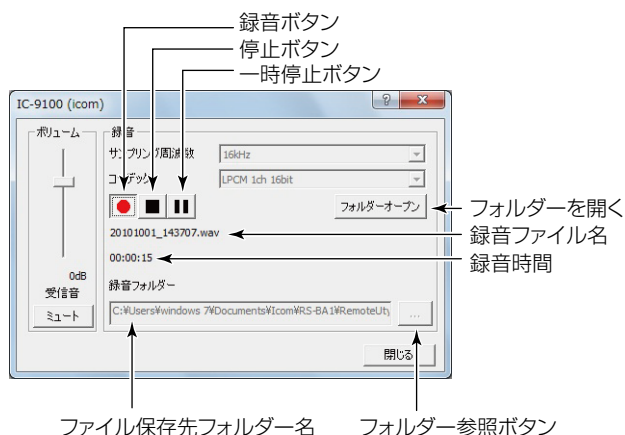 録音ボタン
停止ボタン
一時停止ボタン
IC-9100 (icom)
ボリューム
録音
サンプリング周波数
16kHz
コーデック
LPCM 1ch 16bit
フォルダーオープン
フォルダーを開く
20101001_143707.wav
録音ファイル名
00:00:15
録音時間
0dB
受信音
ミュート
録音フォルダー
C:¥Users¥windows 7¥Documents¥Icom¥RS-BA1¥RemoteUty
...
閉じる
ファイル保存先フォルダー名
フォルダー参照ボタン